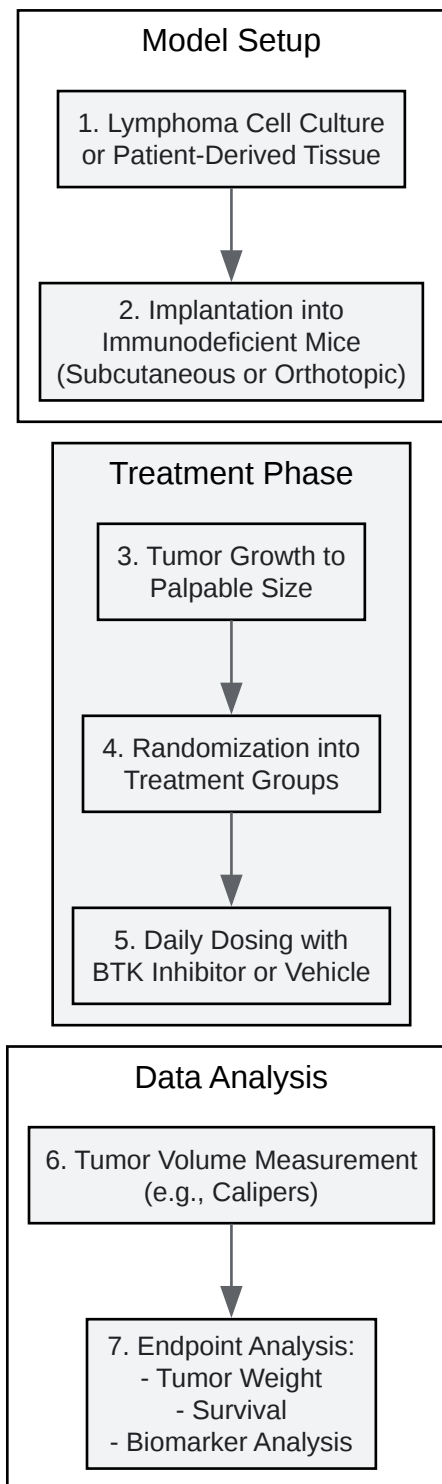 Model Setup
1. Lymphoma Cell Culture
or Patient-Derived Tissue
2. Implantation into
Immunodeficient Mice
(Subcutaneous or Orthotopic)
Treatment Phase
3. Tumor Growth to
Palpable Size
4. Randomization into
Treatment Groups
5. Daily Dosing with
BTK Inhibitor or Vehicle
Data Analysis
6. Tumor Volume Measurement
(e.g., Calipers)
7. Endpoint Analysis:
- Tumor Weight
- Survival
- Biomarker Analysis